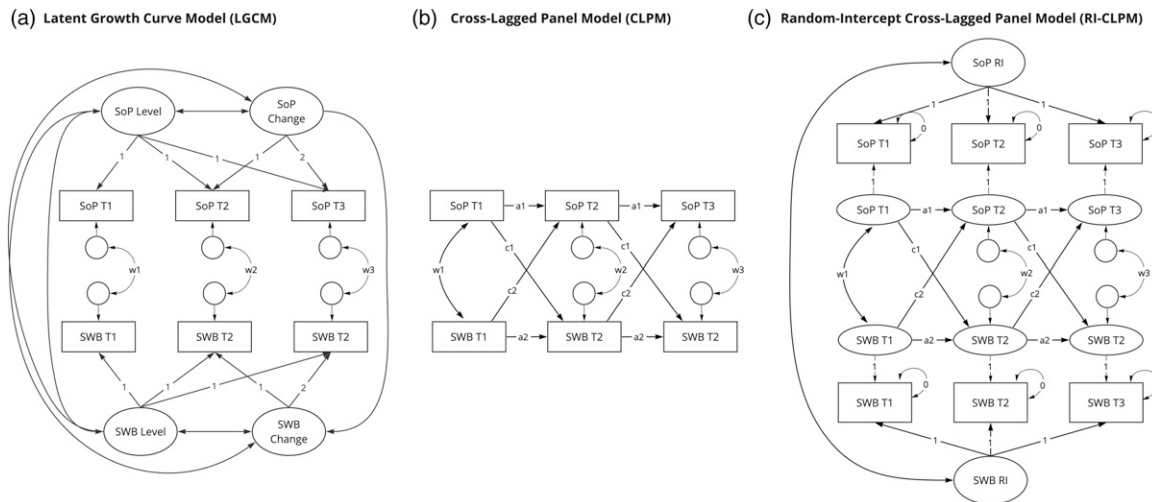 (a) Latent Growth Curve Model (LGCM)
SoP Level
SoP
Change
1
1
1
1
2
SoP T1
SoP T2
SoP T3
w1
w2
w3
SWB T1
SWB T2
SWB T2
1
1
1
1
2
SWB Level
SWB
Change
(b) Cross-Lagged Panel Model (CLPM)
SoP T1
a1
SoP T2
a1
SoP T3
c1
c1
w1
w2
w3
c2
c2
SWB T1
a2
SWB T2
a2
SWB T2
(c) Random-Intercept Cross-Lagged Panel Model (RI-CLPM)
SoP RI
1
1
1
SoP T1
0
SoP T2
0
SoP T3
1
1
1
SoP T1
a1
SoP T2
a1
SoP T3
c1
c1
w1
w2
w3
c2
c2
SWB T1
a2
SWB T2
a2
SWB T2
1
1
1
SWB T1
0
SWB T2
0
SWB T3
1
1
1
SWB RI